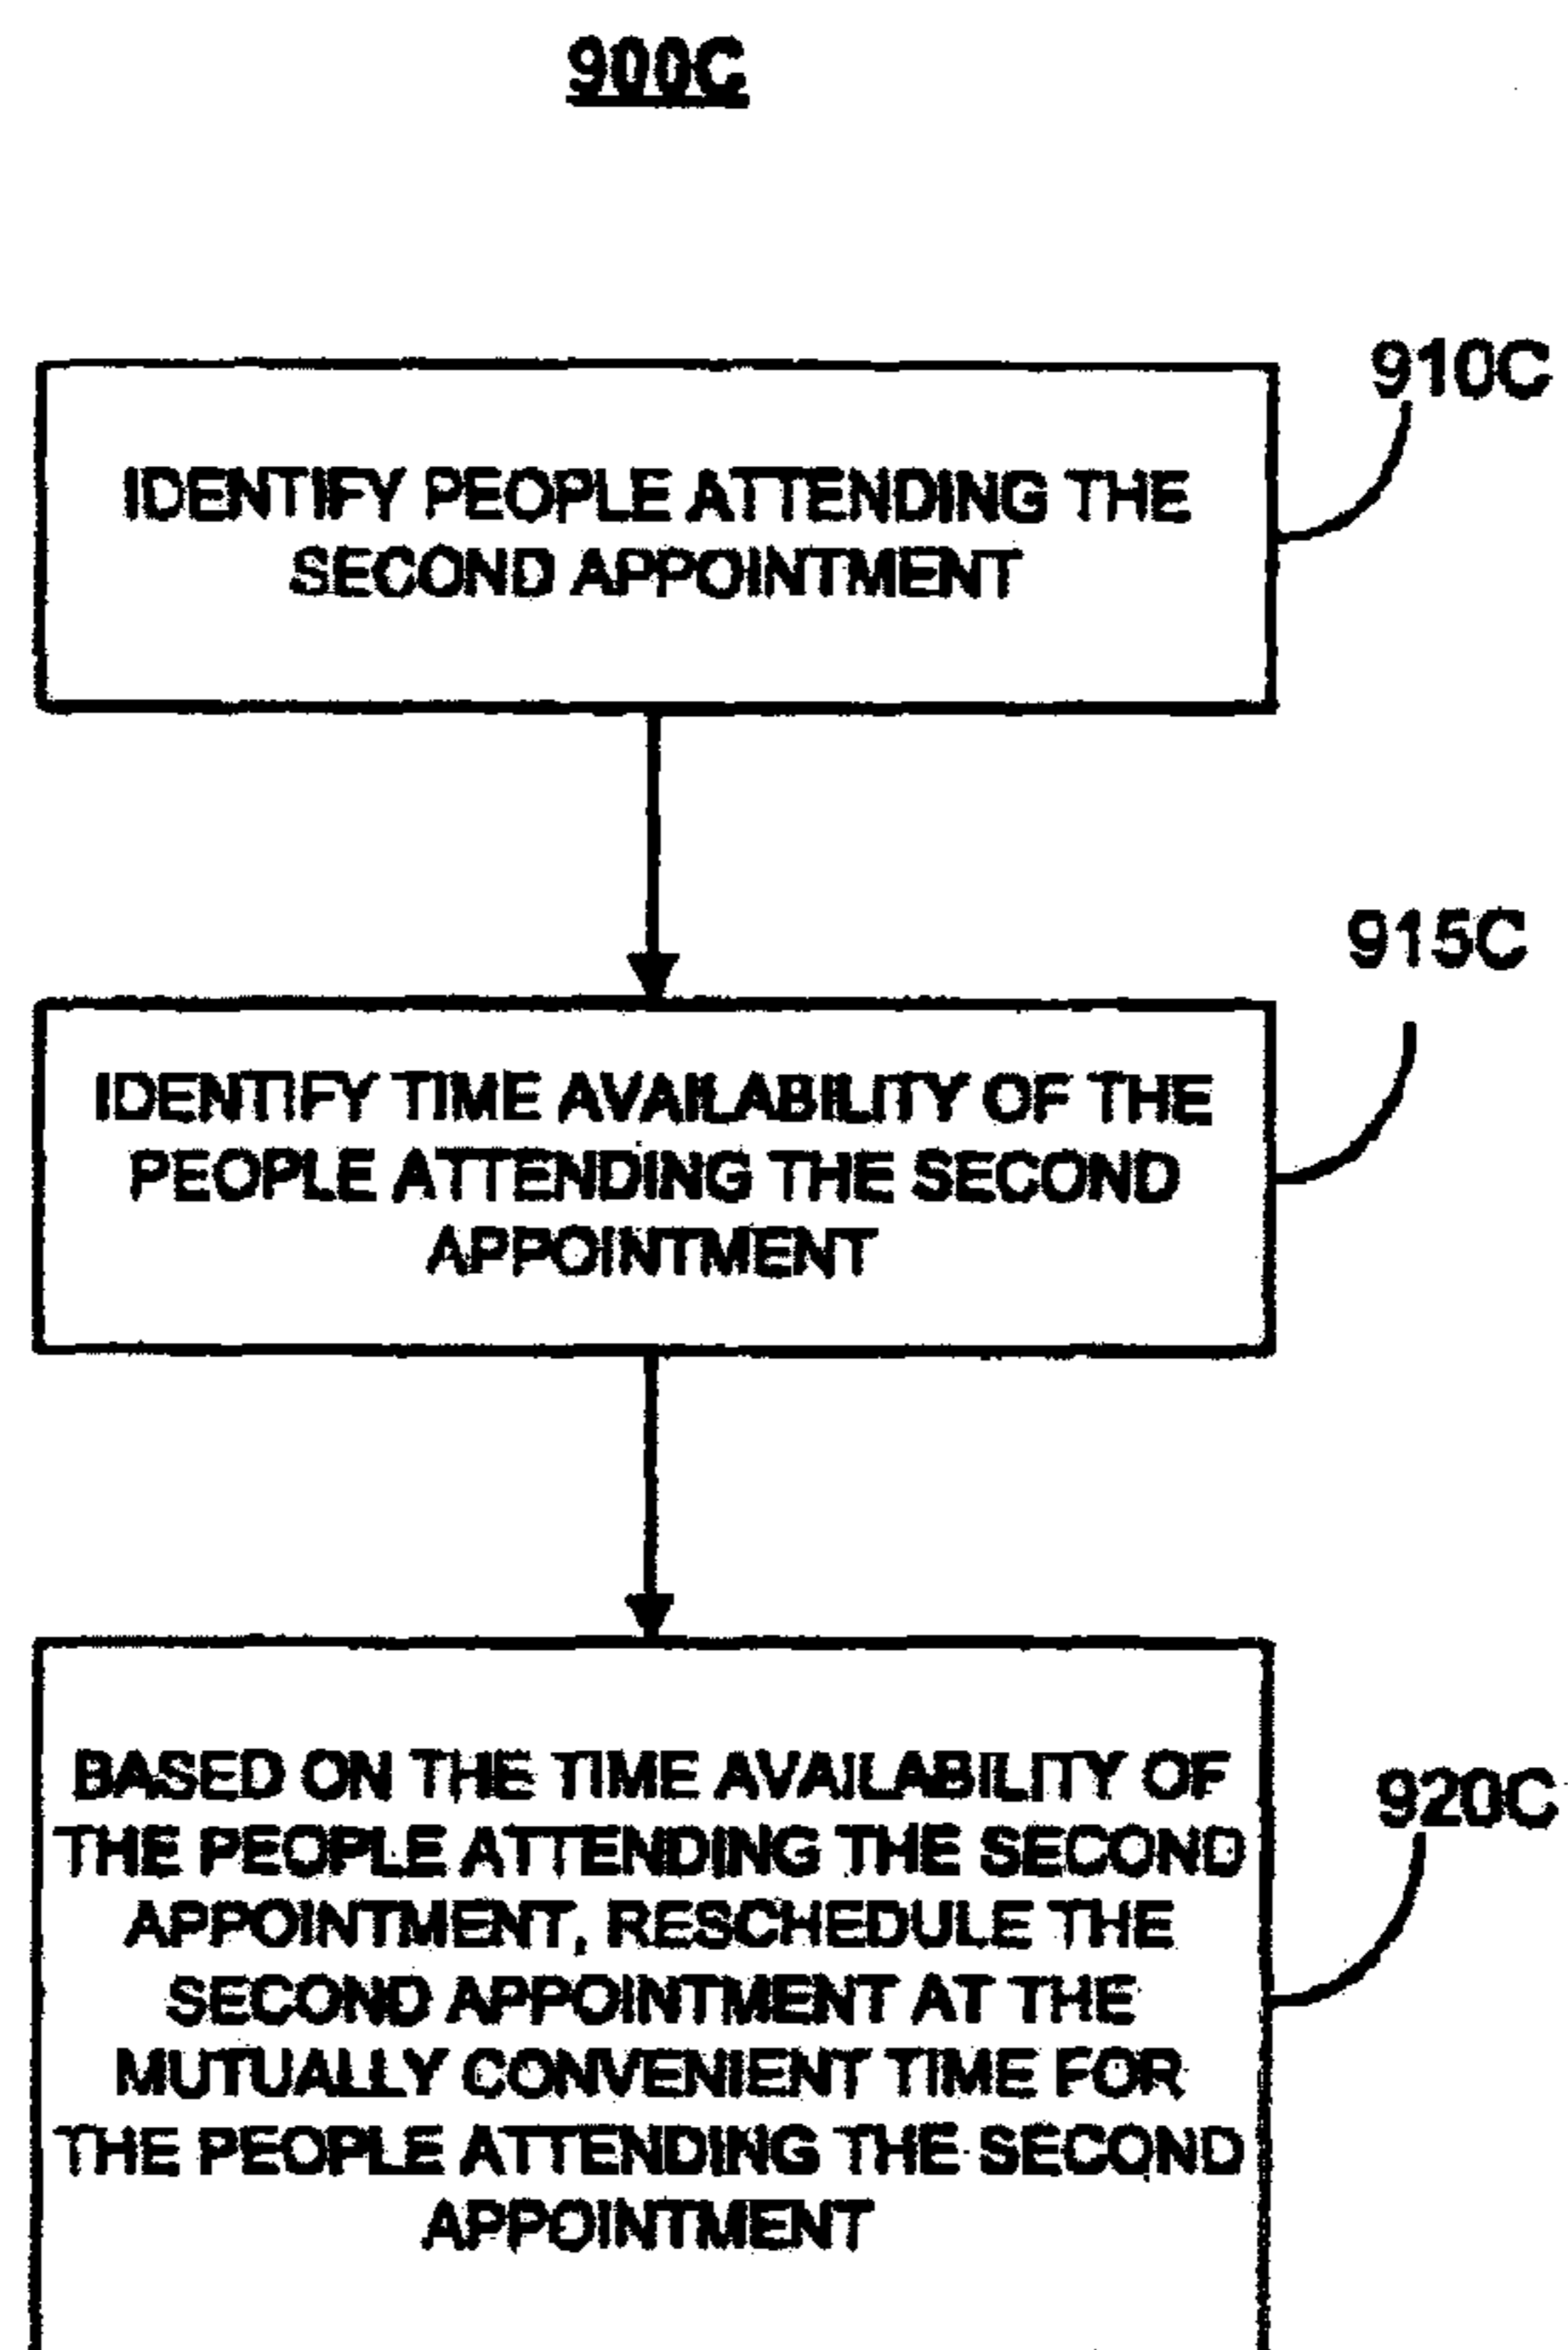 900C
910C
IDENTIFY PEOPLE ATTENDING THE
SECOND APPOINTMENT
915C
IDENTIFY TIME AVAILABILITY OF THE
PEOPLE ATTENDING THE SECOND
APPOINTMENT
920C
BASED ON THE TIME AVAILABILITY OF
THE PEOPLE ATTENDING THE SECOND
APPOINTMENT, RESCHEDULE THE
SECOND APPOINTMENT AT THE
MUTUALLY CONVENIENT TIME FOR
THE PEOPLE ATTENDING THE SECOND
APPOINTMENT